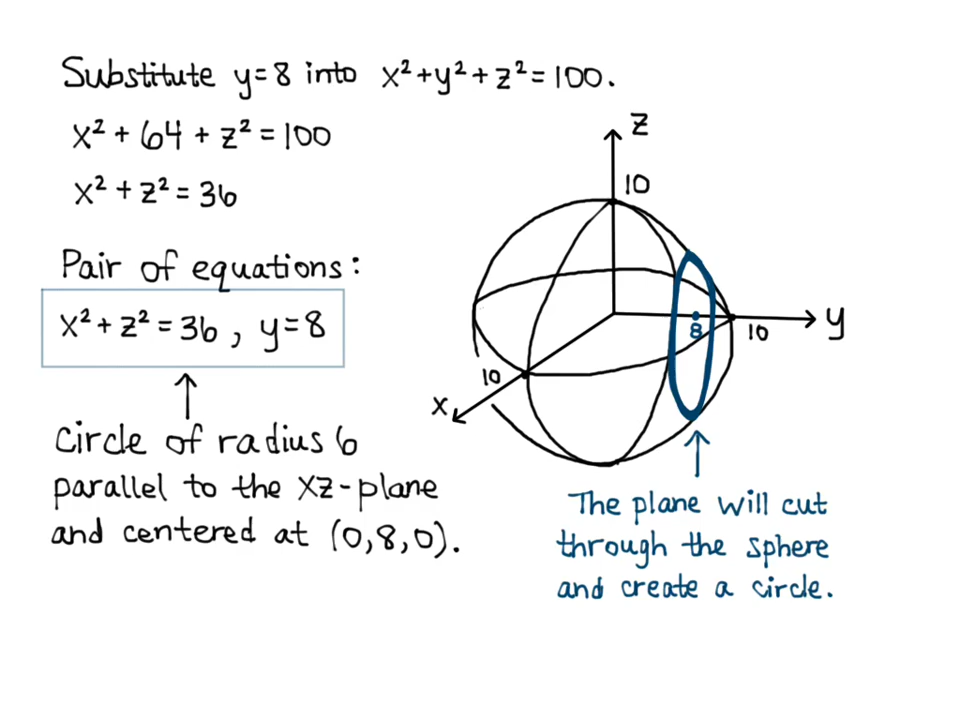 Substitute y=8 into x²+y²+z²=100.
x²+64+z²=100
x²+z²=36
Pair of equations:
x²+z²=36, y=8
Circle of radius 6
parallel to the xz-plane
and centered at (0,8,0).
z
10
8
10
y
10
x
The plane will cut
through the sphere
and create a circle.